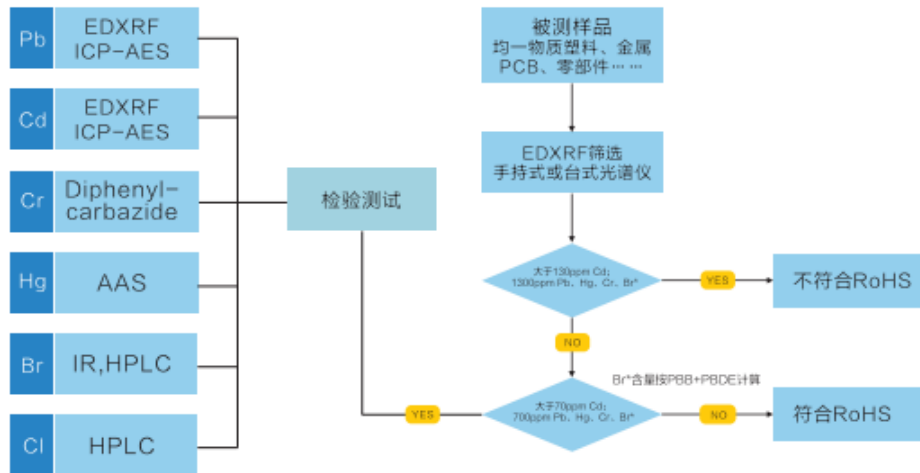 Pb
EDXRF
ICP-AES
Cd
EDXRF
ICP-AES
Cr
Diphenyl-
carbazide
Hg
AAS
Br
IR,HPLC
Cl
HPLC
检验测试
被测样品
均一物质塑料、金属
PCB、零部件……
EDXRF筛选
手持式或台式光谱仪
大于130ppm Cd;
1300ppm Pb、Hg、Cr、Br*
YES
不符合RoHS
NO
Br*含量按PBB+PBDE计算
大于70ppm Cd;
700ppm Pb、Hg、Cr、Br*
YES
NO
符合RoHS